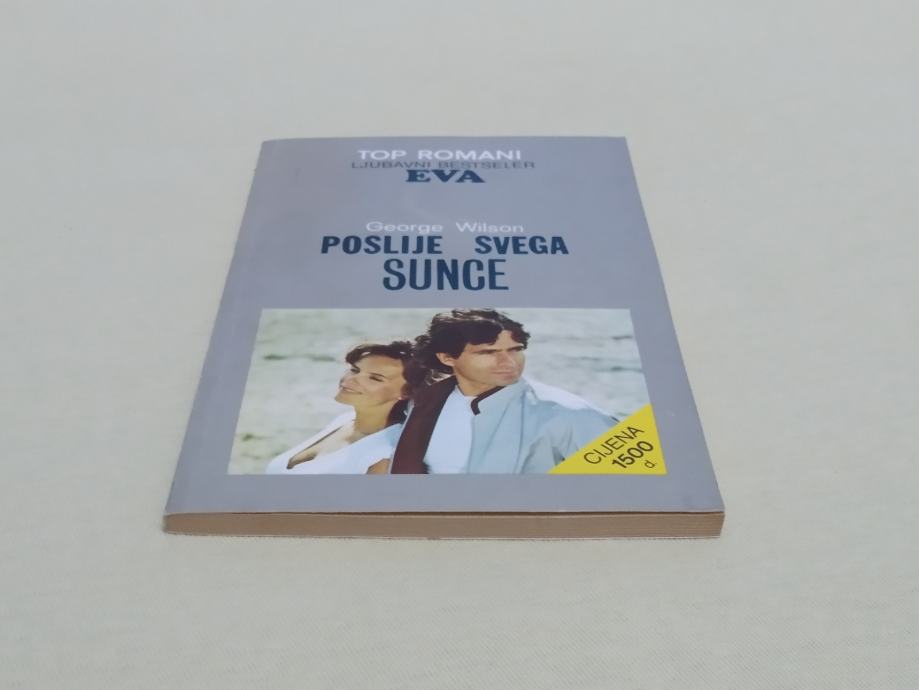 TOP ROMANI
LJUBAVNI BESTSELER
EVA
George Wilson
POSLIJE SVEGA
SUNCE
CIJENA
1500
d.